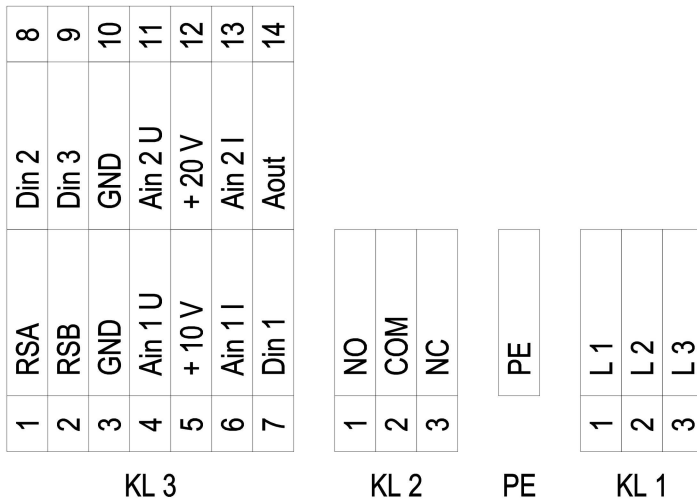 8 9 10 11 12 13 14
Din 2 Din 3 GND Ain 2 U + 20 V Ain 2 I Aout
RSA RSB GND Ain 1 U + 10 V Ain 1 I Din 1
1 2 3 4 5 6 7
KL 3
NO COM NC
1 2 3
KL 2
PE
PE
L 1 L 2 L 3
1 2 3
KL 1